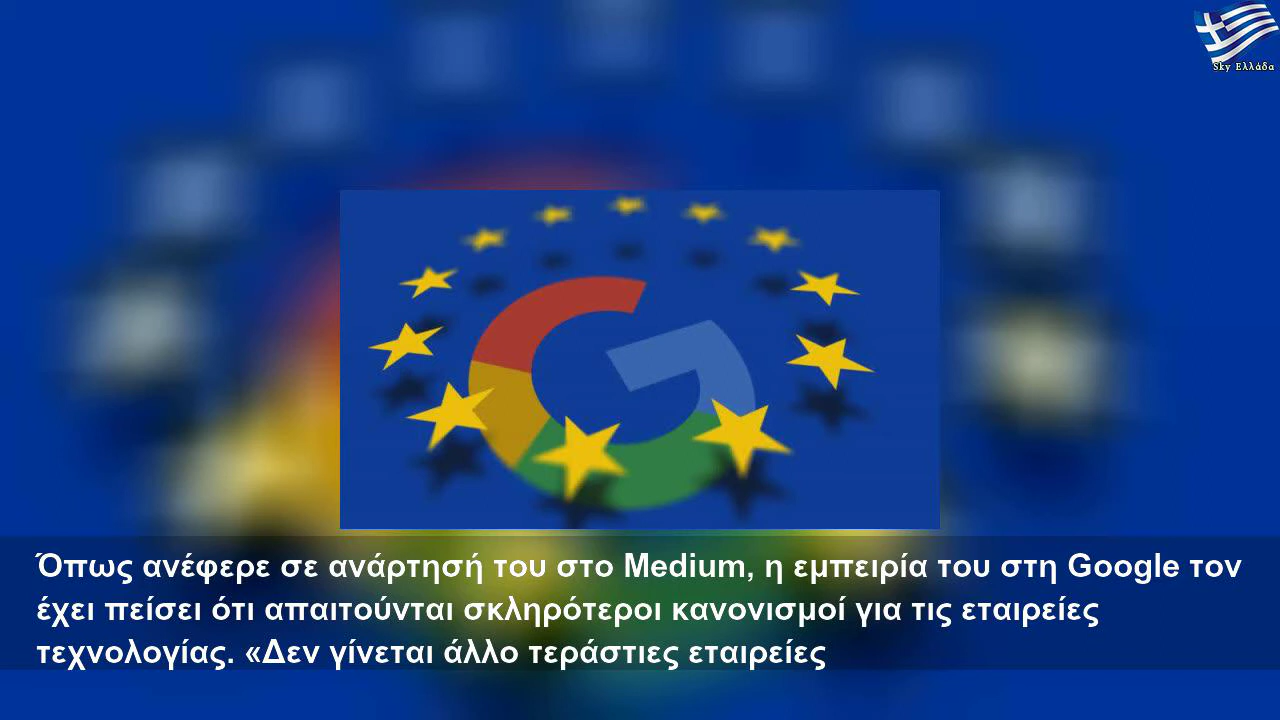 Sky Ελλάδα
Όπως ανέφερε σε ανάρτησή του στο Medium, η εμπειρία του στη Google τον
έχει πείσει ότι απαιτούνται σκληρότεροι κανονισμοί για τις εταιρείες
τεχνολογίας. «Δεν γίνεται άλλο τεράστιες εταιρείες